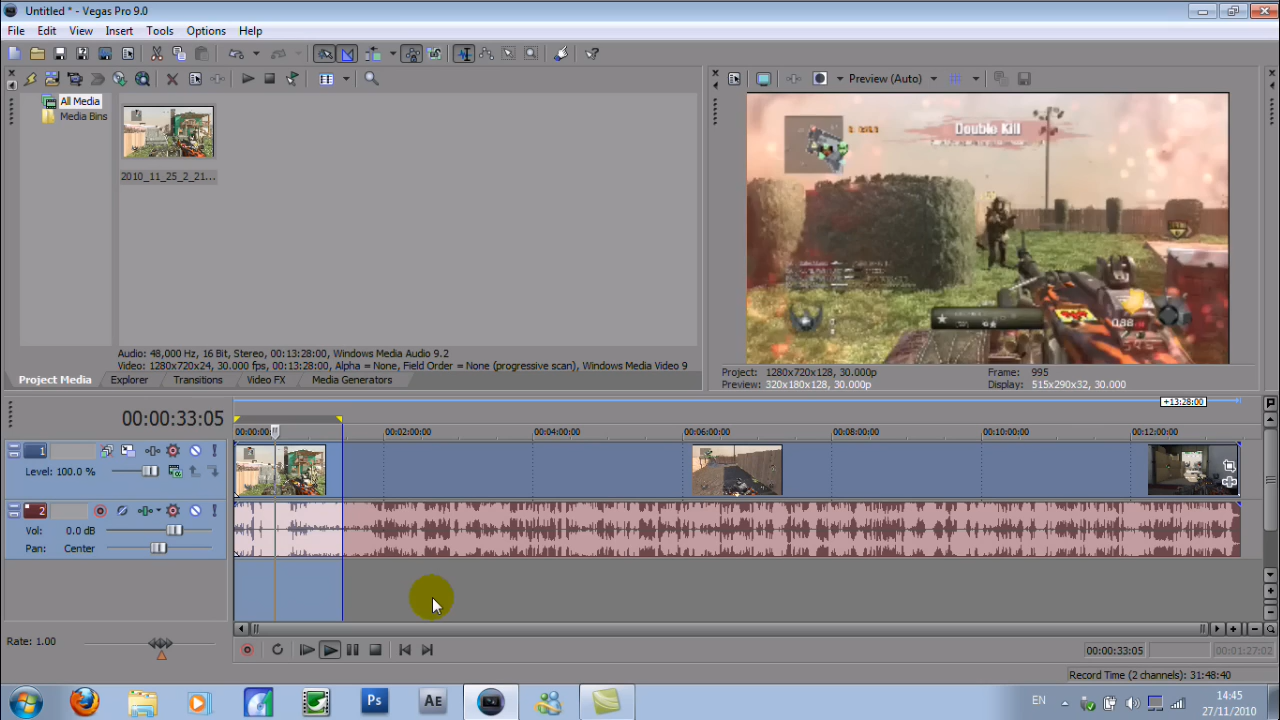 Untitled * - Vegas Pro 9.0
File Edit View Insert Tools Options Help
All Media
Media Bins
2010_11_25_2_21...
Preview (Auto)
Double Kill
088
Audio: 48,000 Hz, 16 Bit, Stereo, 00:13:28:00, Windows Media Audio 9.2
Video: 1280x720x24, 30.000 fps, 00:13:28:00, Alpha = None, Field Order = None (progressive scan), Windows Media Video 9
Project Media Explorer Transitions Video FX Media Generators
Project: 1280x720x128, 30.000p Frame: 995
Preview: 320x180x128, 30.000p Display: 515x290x32, 30.000
+13:28:00
00:00:33:05
00:00:00: 00:02:00:00 00:04:00:00 00:06:00:00 00:08:00:00 00:10:00:00 00:12:00:00
1
Level: 100.0 %
2
Vol: 0.0 dB
Pan: Center
Rate: 1.00
00:00:33:05 00:01:27:02
Record Time (2 channels): 31:48:40
Ps AE
EN
14:45
27/11/2010